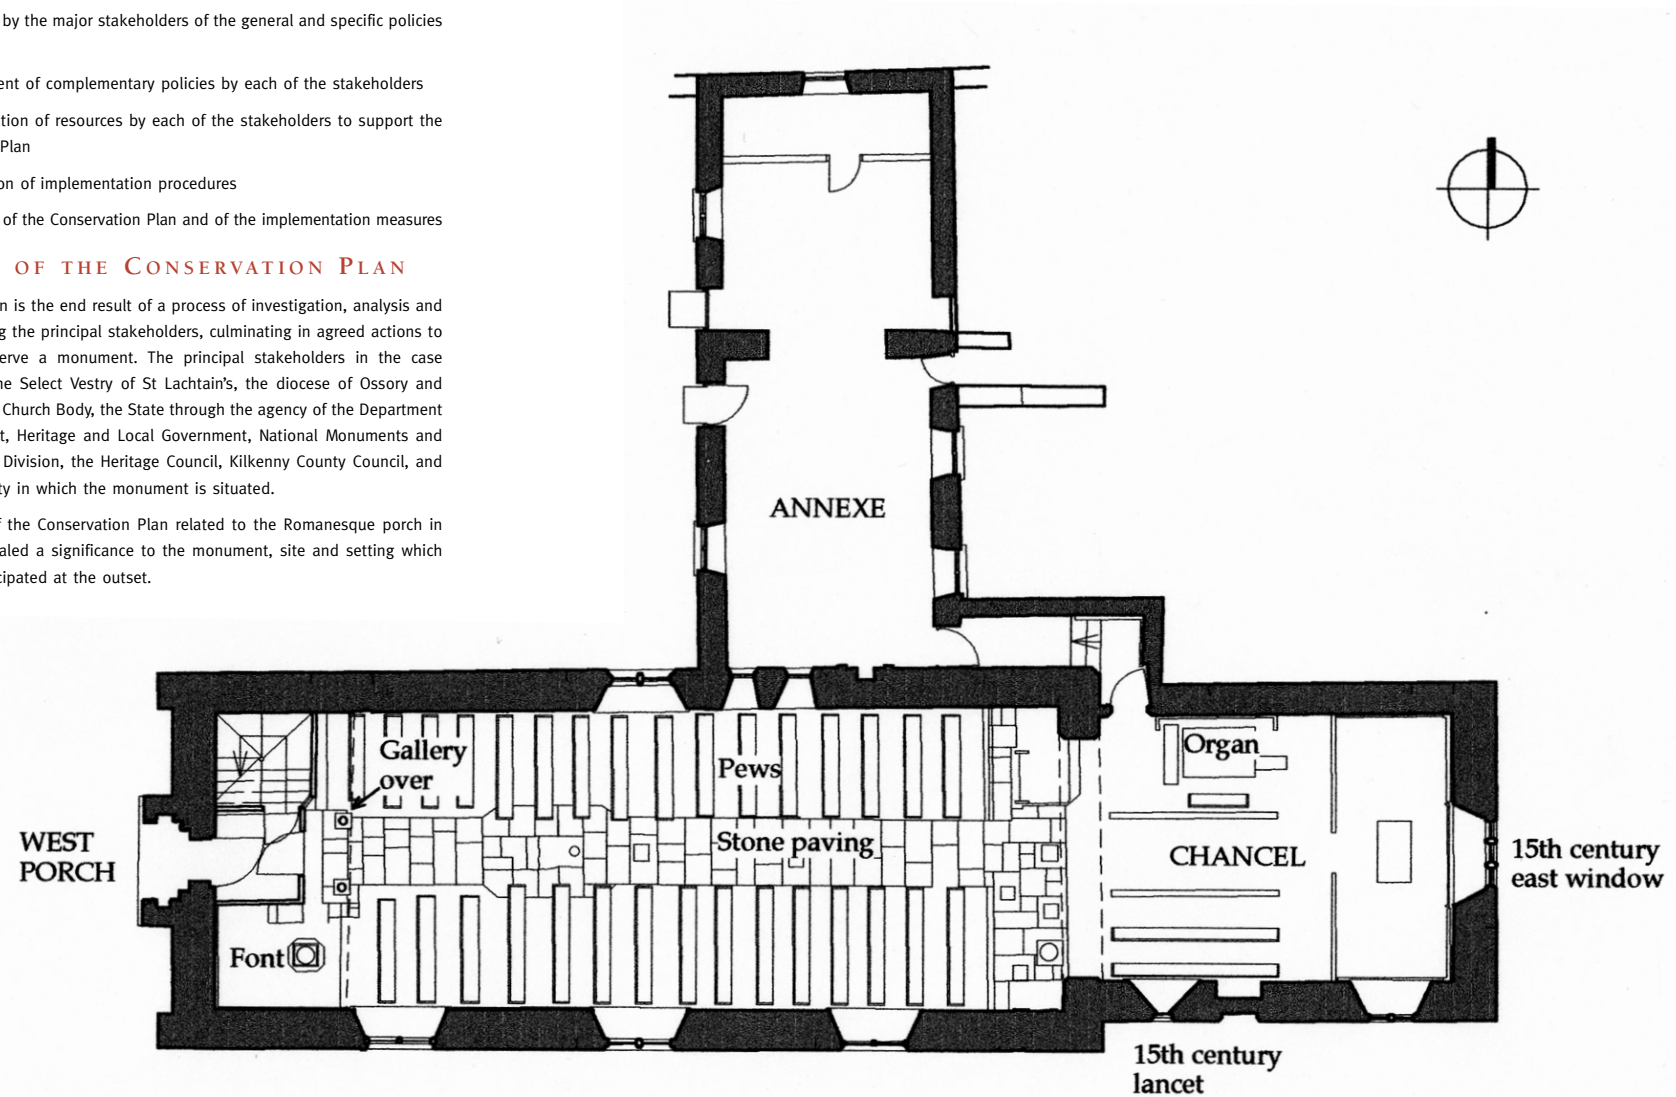 by the major stakeholders of the general and specific policies
ent of complementary policies by each of the stakeholders
tion of resources by each of the stakeholders to support the
Plan
on of implementation procedures
of the Conservation Plan and of the implementation measures
OF THE CONSERVATION PLAN
n is the end result of a process of investigation, analysis and
g the principal stakeholders, culminating in agreed actions to
erve a monument. The principal stakeholders in the case
he Select Vestry of St Lachtain's, the diocese of Ossory and
Church Body, the State through the agency of the Department
t, Heritage and Local Government, National Monuments and
Division, the Heritage Council, Kilkenny County Council, and
ty in which the monument is situated.
f the Conservation Plan related to the Romanesque porch in
aled a significance to the monument, site and setting which
cipated at the outset.
ANNEXE
Gallery
over
Pews
Organ
WEST
PORCH
Stone paving
CHANCEL
15th century
east window
Font
15th century
lancet